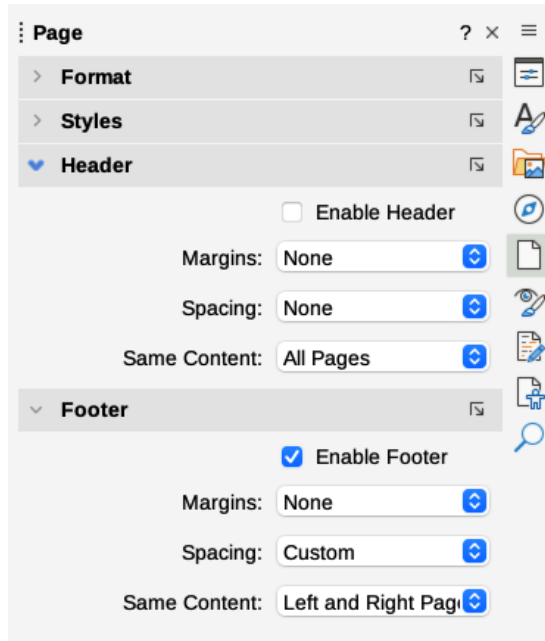 Page ? ×
Format
Styles
Header
Enable Header
Margins: None
Spacing: None
Same Content: All Pages
Footer
Enable Footer
Margins: None
Spacing: Custom
Same Content: Left and Right Pag